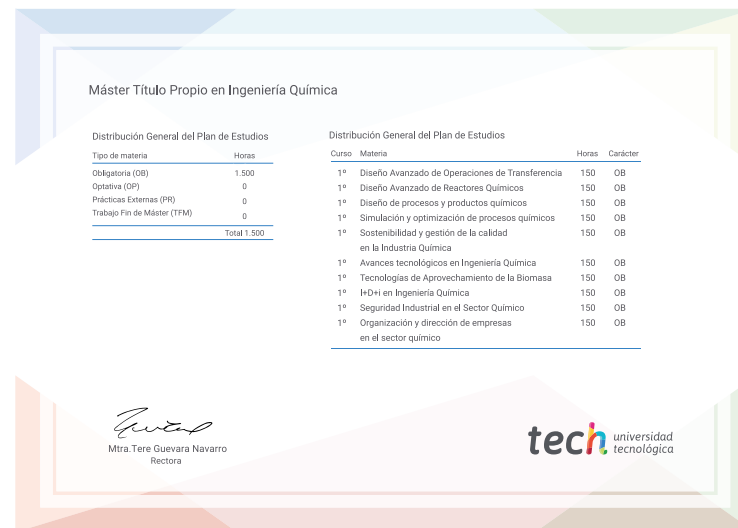 Máster Título Propio en Ingeniería Química
Distribución General del Plan de Estudios
Tipo de materia Horas
Obligatoria (OB) 1.500
Optativa (OP) 0
Prácticas Externas (PR) 0
Trabajo Fin de Máster (TFM) 0
Total 1.500
Distribución General del Plan de Estudios
Curso Materia Horas Carácter
1º Diseño Avanzado de Operaciones de Transferencia 150 OB
1º Diseño Avanzado de Reactores Químicos 150 OB
1º Diseño de procesos y productos químicos 150 OB
1º Simulación y optimización de procesos químicos 150 OB
1º Sostenibilidad y gestión de la calidad 150 OB
en la Industria Química
1º Avances tecnológicos en Ingeniería Química 150 OB
1º Tecnologías de Aprovechamiento de la Biomasa 150 OB
1º I+D+i en Ingeniería Química 150 OB
1º Seguridad Industrial en el Sector Químico 150 OB
1º Organización y dirección de empresas 150 OB
en el sector químico
Mtra.Tere Guevara Navarro
Rectora
tech universidad
tecnológica